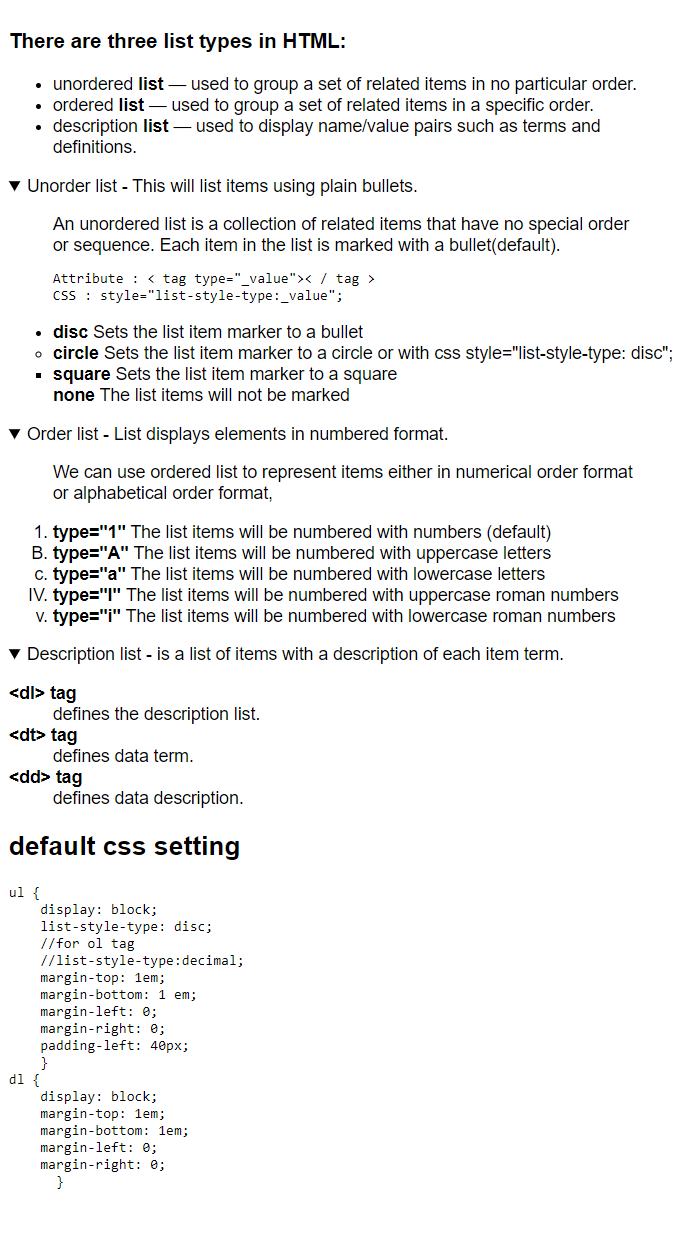 There are three list types in HTML:
• unordered list — used to group a set of related items in no particular order.
• ordered list — used to group a set of related items in a specific order.
• description list — used to display name/value pairs such as terms and
definitions.
▼ Unorder list - This will list items using plain bullets.
An unordered list is a collection of related items that have no special order
or sequence. Each item in the list is marked with a bullet(default).
Attribute : < tag type="_value">< / tag >
CSS : style="list-style-type:_value";
• disc Sets the list item marker to a bullet
◦ circle Sets the list item marker to a circle or with css style="list-style-type: disc";
▪ square Sets the list item marker to a square
none The list items will not be marked
▼ Order list - List displays elements in numbered format.
We can use ordered list to represent items either in numerical order format
or alphabetical order format,
1. type="1" The list items will be numbered with numbers (default)
B. type="A" The list items will be numbered with uppercase letters
c. type="a" The list items will be numbered with lowercase letters
IV. type="I" The list items will be numbered with uppercase roman numbers
v. type="i" The list items will be numbered with lowercase roman numbers
▼ Description list - is a list of items with a description of each item term.
<dl> tag
defines the description list.
<dt> tag
defines data term.
<dd> tag
defines data description.
default css setting
ul {
    display: block;
    list-style-type: disc;
    //for ol tag
    //list-style-type:decimal;
    margin-top: 1em;
    margin-bottom: 1 em;
    margin-left: 0;
    margin-right: 0;
    padding-left: 40px;
    }
dl {
    display: block;
    margin-top: 1em;
    margin-bottom: 1em;
    margin-left: 0;
    margin-right: 0;
      }